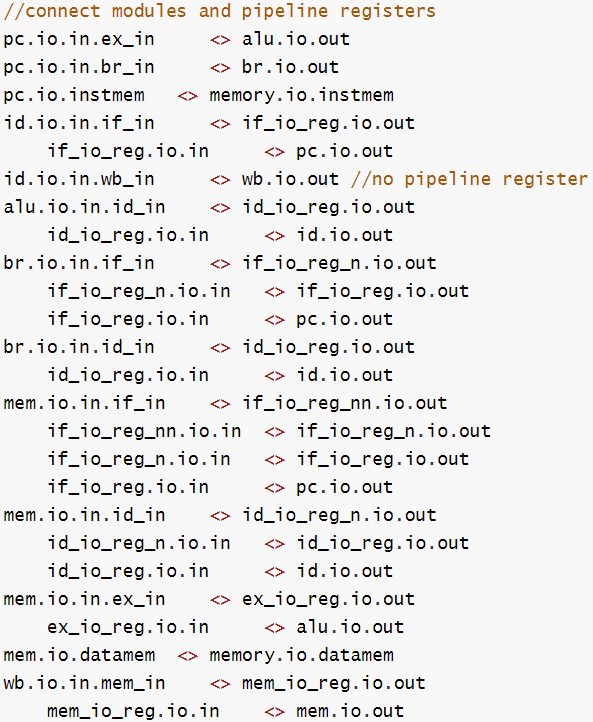 //connect modules and pipeline registers
pc.io.in.ex_in     <> alu.io.out
pc.io.in.br_in     <> br.io.out
pc.io.instmem   <> memory.io.instmem
id.io.in.if_in     <> if_io_reg.io.out
    if_io_reg.io.in     <> pc.io.out
id.io.in.wb_in     <> wb.io.out //no pipeline register
alu.io.in.id_in    <> id_io_reg.io.out
    id_io_reg.io.in     <> id.io.out
br.io.in.if_in     <> if_io_reg_n.io.out
    if_io_reg_n.io.in   <> if_io_reg.io.out
    if_io_reg.io.in     <> pc.io.out
br.io.in.id_in     <> id_io_reg.io.out
    id_io_reg.io.in     <> id.io.out
mem.io.in.if_in    <> if_io_reg_nn.io.out
    if_io_reg_nn.io.in  <> if_io_reg_n.io.out
    if_io_reg_n.io.in   <> if_io_reg.io.out
    if_io_reg.io.in     <> pc.io.out
mem.io.in.id_in    <> id_io_reg_n.io.out
    id_io_reg_n.io.in   <> id_io_reg.io.out
    id_io_reg.io.in     <> id.io.out
mem.io.in.ex_in    <> ex_io_reg.io.out
    ex_io_reg.io.in     <> alu.io.out
mem.io.datamem  <> memory.io.datamem
wb.io.in.mem_in    <> mem_io_reg.io.out
    mem_io_reg.io.in    <> mem.io.out